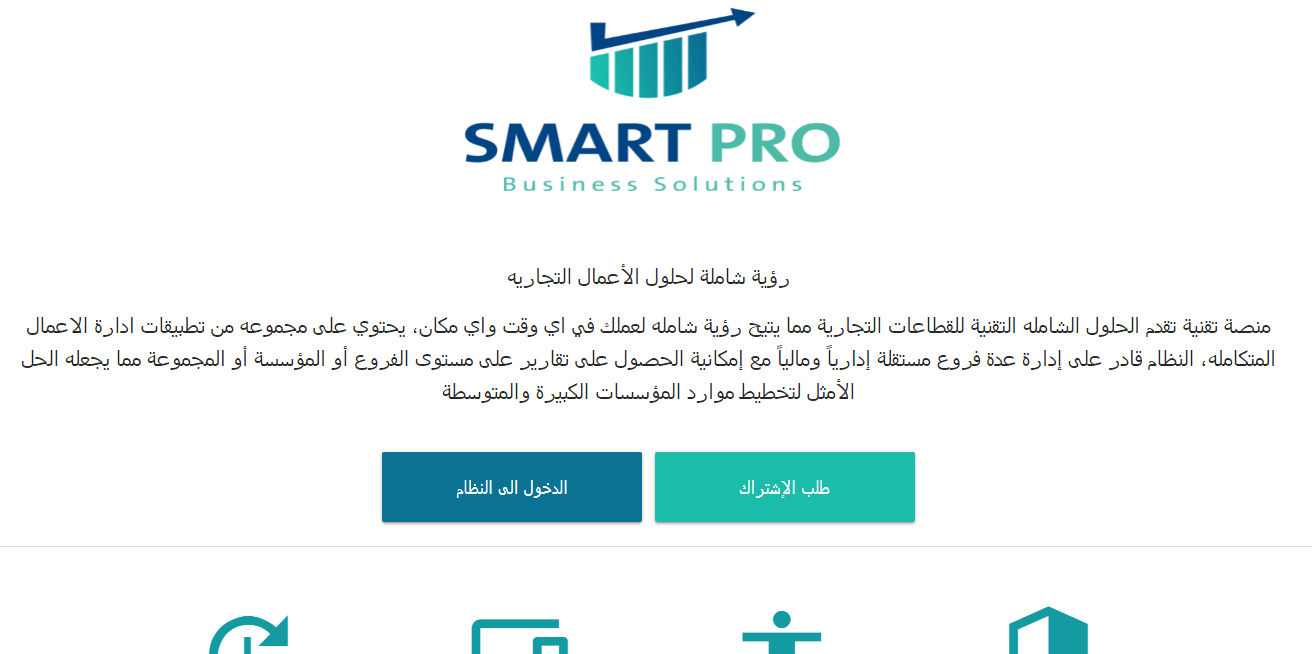 SMART PRO
Business Solutions
رؤية شاملة لحلول الأعمال التجاريه
منصة تقنية تقدم الحلول الشامله التقنية للقطاعات التجارية مما يتيح رؤية شامله لعملك في اي وقت واي مكان، يحتوي على مجموعه من تطبيقات ادارة الاعمال
المتكامله، النظام قادر على إدارة عدة فروع مستقلة إدارياً ومالياً مع إمكانية الحصول على تقارير على مستوى الفروع أو المؤسسة أو المجموعة مما يجعله الحل
الأمثل لتخطيط موارد المؤسسات الكبيرة والمتوسطة
طلب الإشتراك
الدخول الى النظام